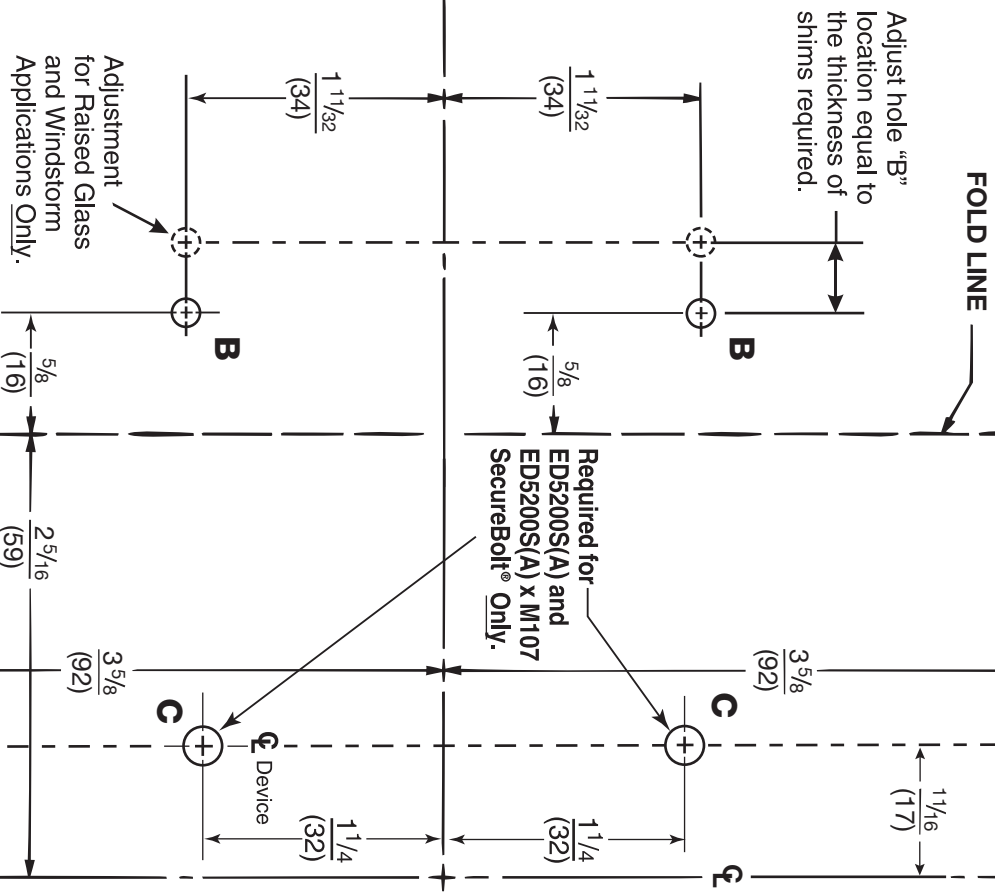 FOLD LINE
Adjust hole “B”
location equal to
the thickness of
shims required.
1 11/32
(34)
1 11/32
(34)
Adjustment
for Raised Glass
and Windstorm
Applications Only.
B
B
5/8
(16)
5/8
(16)
Required for
ED5200S(A) and
ED5200S(A) x M107
SecureBolt® Only.
2 5/16
(59)
3 5/8
(92)
3 5/8
(92)
C
C
CL Device
11/16
(17)
1 1/4
(32)
1 1/4
(32)
CL